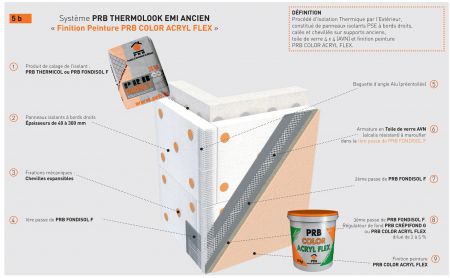 5 b
Système PRB THERMOLOOK EMI ANCIEN
« Finition Peinture PRB COLOR ACRYL FLEX »
DÉFINITION
Procédé d'Isolation Thermique par l'Extérieur,
constitué de panneaux isolants PSE à bords droits,
calés et chevillés sur supports anciens,
toile de verre 4 x 4 (AVN) et finition peinture
PRB COLOR ACRYL FLEX.
1
Produit de calage de l'isolant :
PRB THERMICOL ou PRB FONDISOL F
PRB
2
Panneaux isolants à bords droits
Épaisseurs de 40 à 300 mm
3
Fixations mécaniques :
Chevilles expansibles
4
1ère passe de PRB FONDISOL F
5
Baguette d'angle Alu (préentoilée)
6
Armature en Toile de verre AVN
(alcalis résistant) à maroufler
dans la 1ère passe de PRB FONDISOL F
7
2ème passe de PRB FONDISOL F
8
3ème passe de PRB FONDISOL F
Régulateur de fond PRB CRÉPIFOND G
ou PRB COLOR ACRYL FLEX
dilué de 2 à 5 %
9
Finition peinture
PRB COLOR ACRYL FLEX
PRB
COLOR
ACRYL FLEX